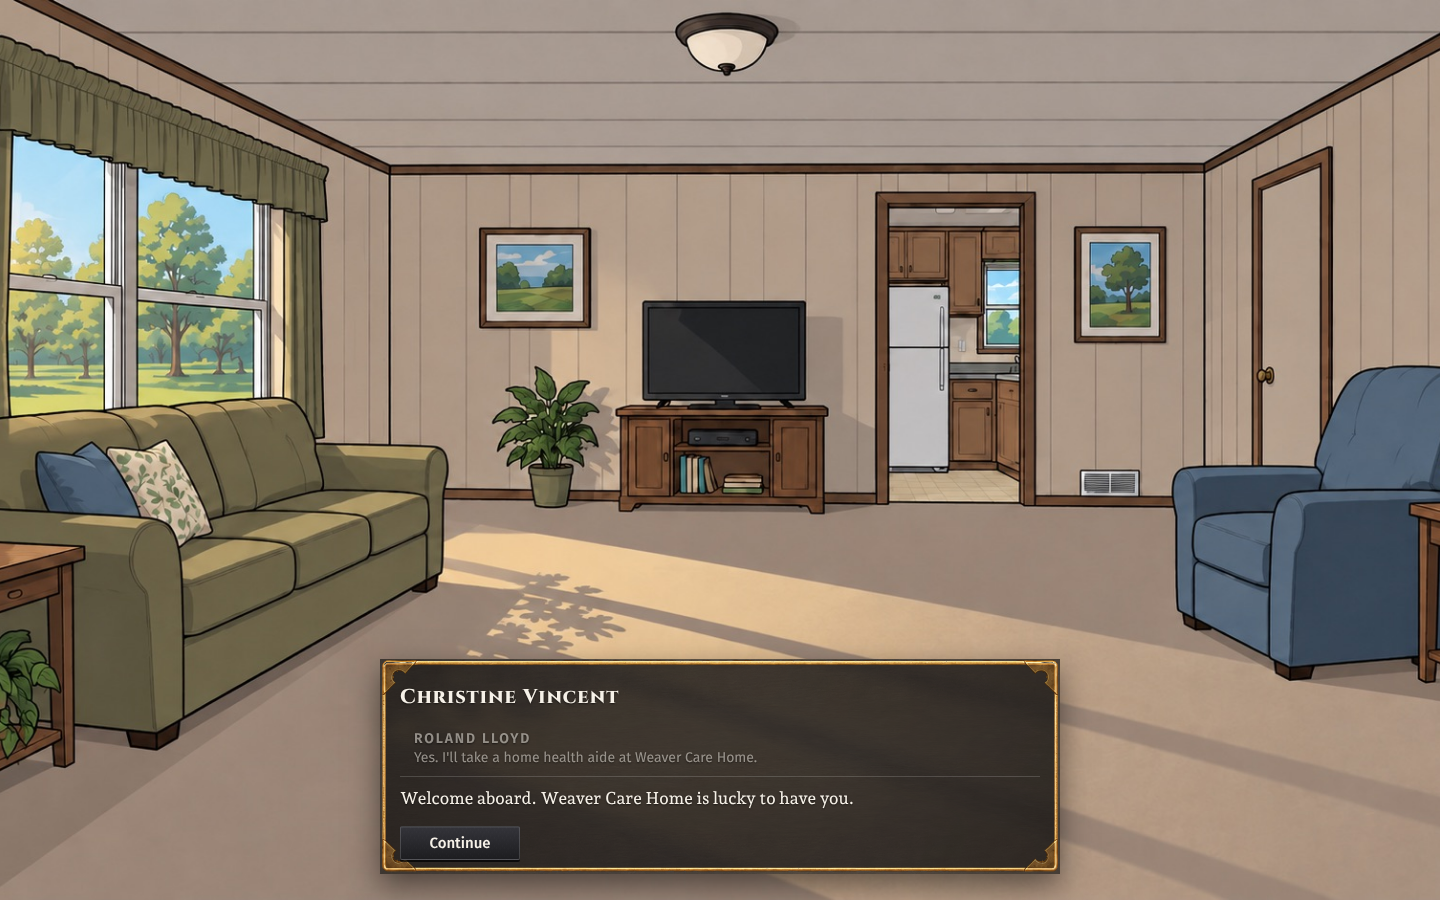 Christine Vincent
ROLAND LLOYD
Yes. I'll take a home health aide at Weaver Care Home.
Welcome aboard. Weaver Care Home is lucky to have you.
Continue